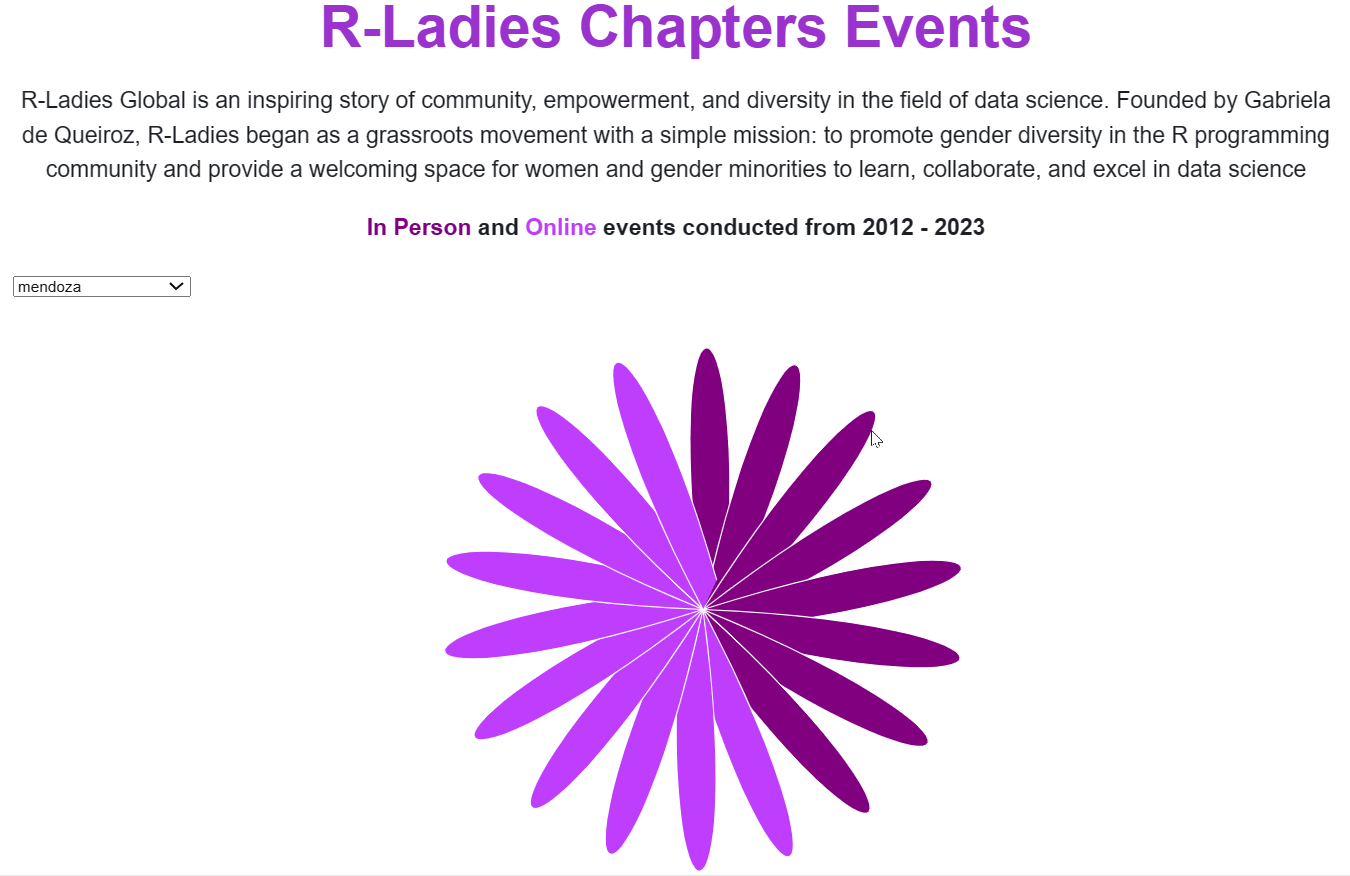 R-Ladies Chapters Events
R-Ladies Global is an inspiring story of community, empowerment, and diversity in the field of data science. Founded by Gabriela
de Queiroz, R-Ladies began as a grassroots movement with a simple mission: to promote gender diversity in the R programming
community and provide a welcoming space for women and gender minorities to learn, collaborate, and excel in data science
In Person and Online events conducted from 2012 - 2023
mendoza